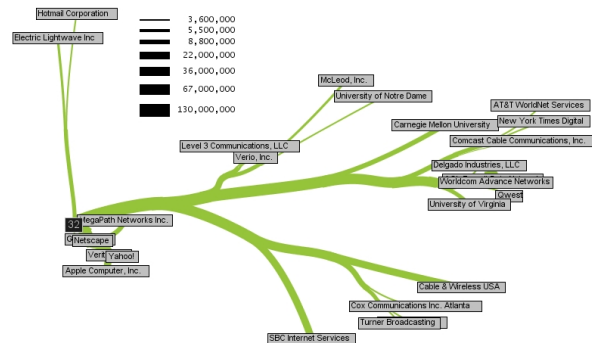 Hotmail Corporation
Electric Lightwave Inc
3,600,000
5,500,000
8,800,000
22,000,000
36,000,000
67,000,000
130,000,000
McLeod, Inc.
University of Notre Dame
AT&T WorldNet Services
New York Times Digital
Carnegie Mellon University
Comcast Cable Communications, Inc.
Level 3 Communications, LLC
Verio, Inc.
Delgado Industries, LLC
Worldcom Advance Networks
Qwest
University of Virginia
32
MegaPath Networks Inc.
Netscape
Yahoo!
Apple Computer, Inc.
Cable & Wireless USA
Cox Communications Inc. Atlanta
Turner Broadcasting
SBC Internet Services